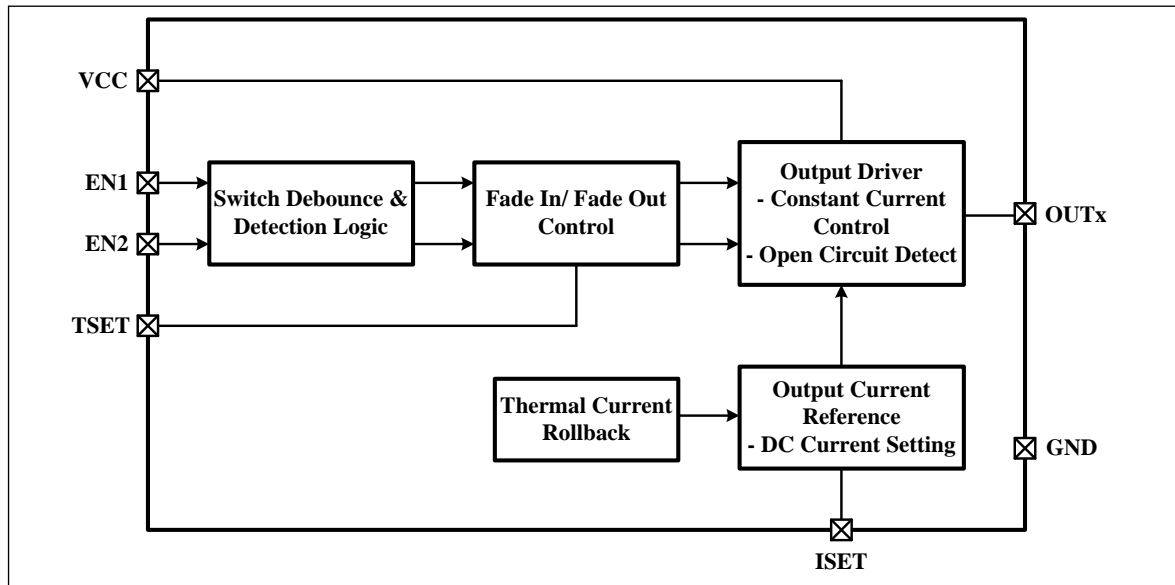 VCC
EN1
EN2
TSET
Switch Debounce &
Detection Logic
Fade In/ Fade Out
Control
Output Driver
- Constant Current
Control
- Open Circuit Detect
OUTx
Thermal Current
Rollback
Output Current
Reference
- DC Current Setting
GND
ISET